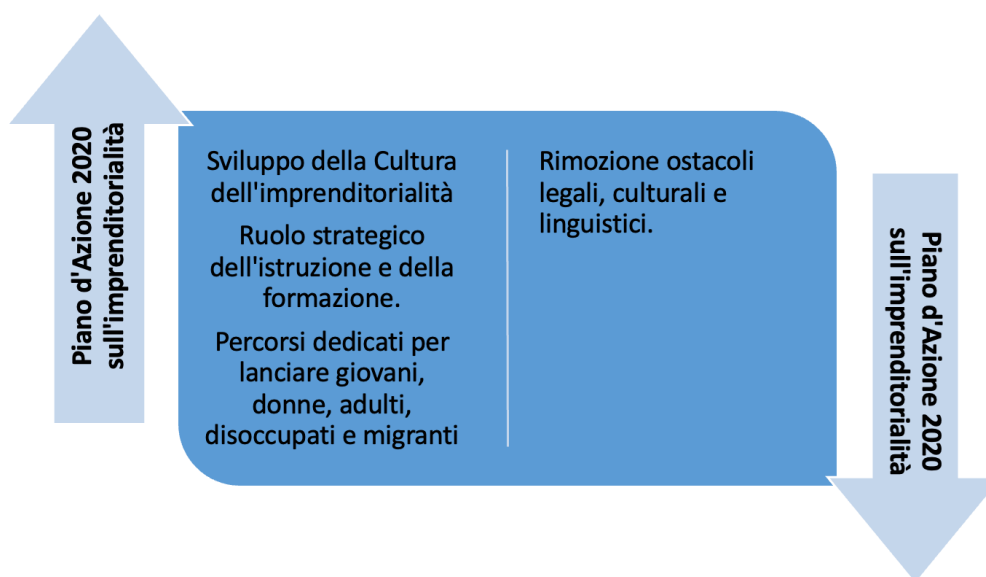 Piano d'Azione 2020
sull'imprenditorialità
Sviluppo della Cultura
dell'imprenditorialità
Ruolo strategico
dell'istruzione e della
formazione.
Percorsi dedicati per
lanciare giovani,
donne, adulti,
disoccupati e migranti
Rimozione ostacoli
legali, culturali e
linguistici.
Piano d'Azione 2020
sull'imprenditorialità